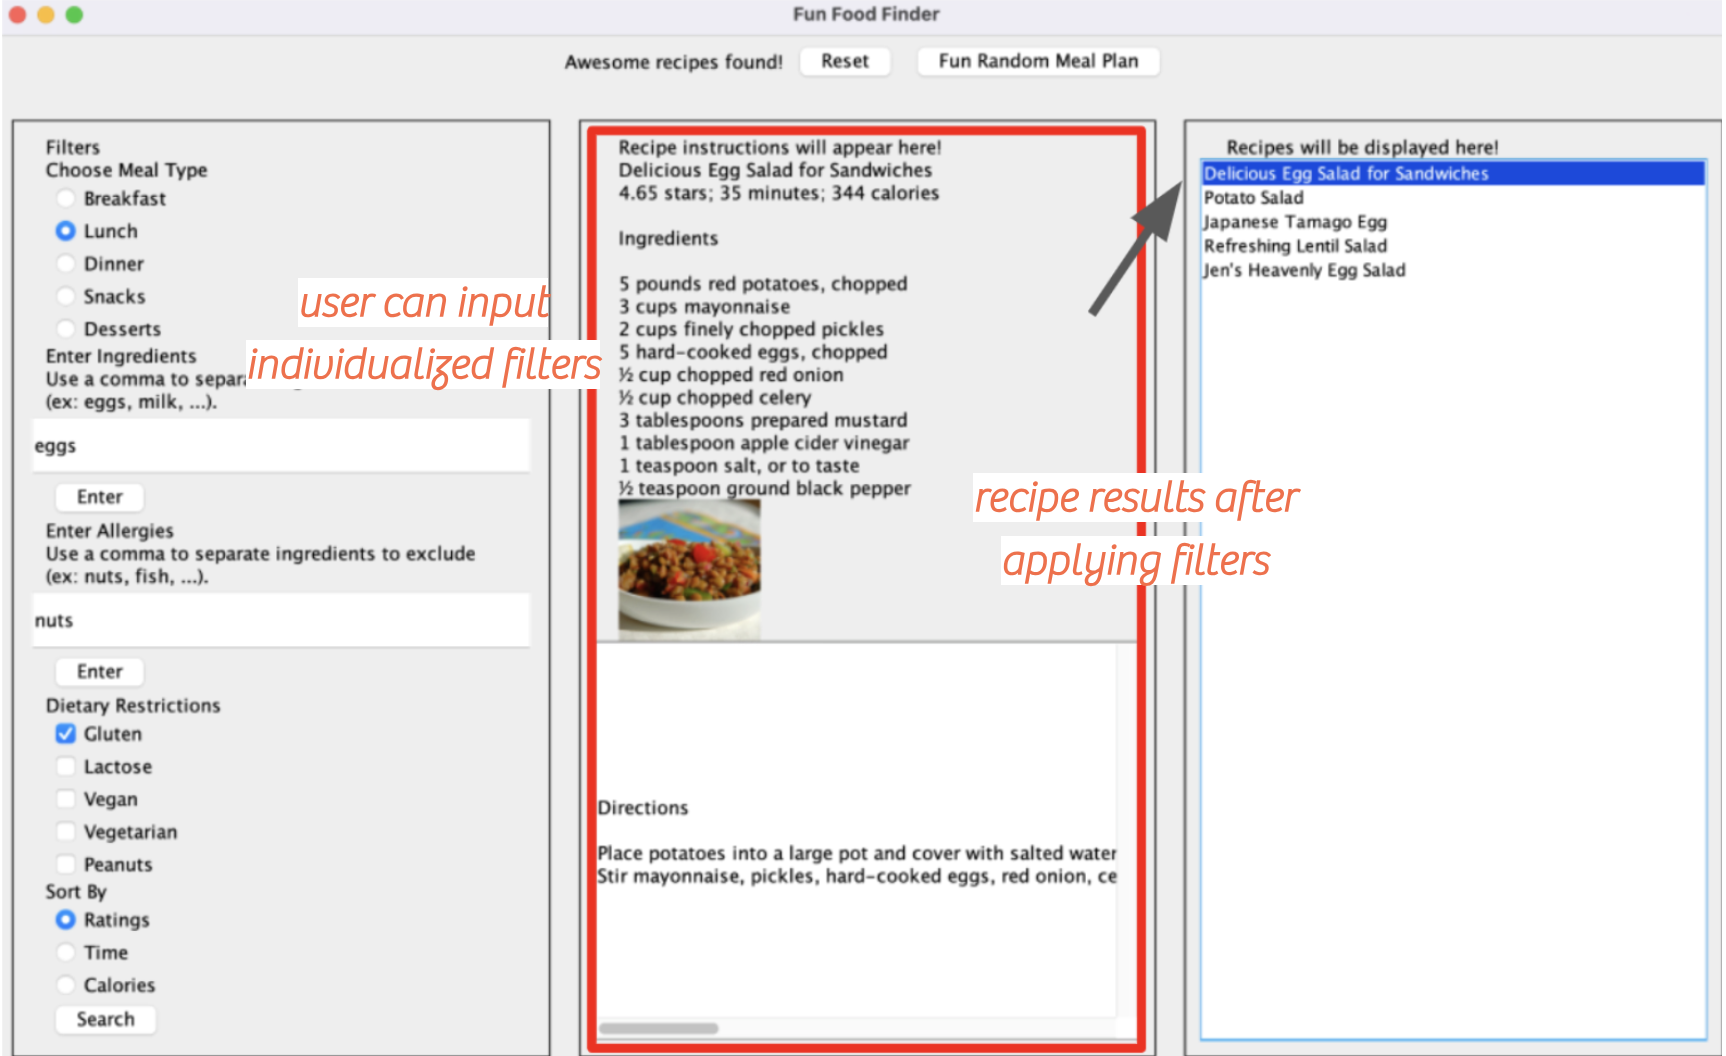 Fun Food Finder
Awesome recipes found!
Reset
Fun Random Meal Plan
Filters
Choose Meal Type
Breakfast
Lunch
Dinner
Snacks
Desserts
Enter Ingredients
Use a comma to
(ex: eggs, milk, ...).
eggs
Enter
Enter Allergies
Use a comma to separate ingredients to exclude
(ex: nuts, fish, ...).
nuts
Enter
Dietary Restrictions
Gluten
Lactose
Vegan
Vegetarian
Peanuts
Sort By
Ratings
Time
Calories
Search
user can input
individualized filters
Recipe instructions will appear here!
Delicious Egg Salad for Sandwiches
4.65 stars; 35 minutes; 344 calories
Ingredients
5 pounds red potatoes, chopped
3 cups mayonnaise
2 cups finely chopped pickles
5 hard-cooked eggs, chopped
½ cup chopped red onion
½ cup chopped celery
3 tablespoons prepared mustard
1 tablespoon apple cider vinegar
1 teaspoon salt, or to taste
½ teaspoon ground black pepper
Directions
Place potatoes into a large pot and cover with salted water
Stir mayonnaise, pickles, hard-cooked eggs, red onion, ce
recipe results after
applying filters
Recipes will be displayed here!
Delicious Egg Salad for Sandwiches
Potato Salad
Japanese Tamago Egg
Refreshing Lentil Salad
Jen's Heavenly Egg Salad